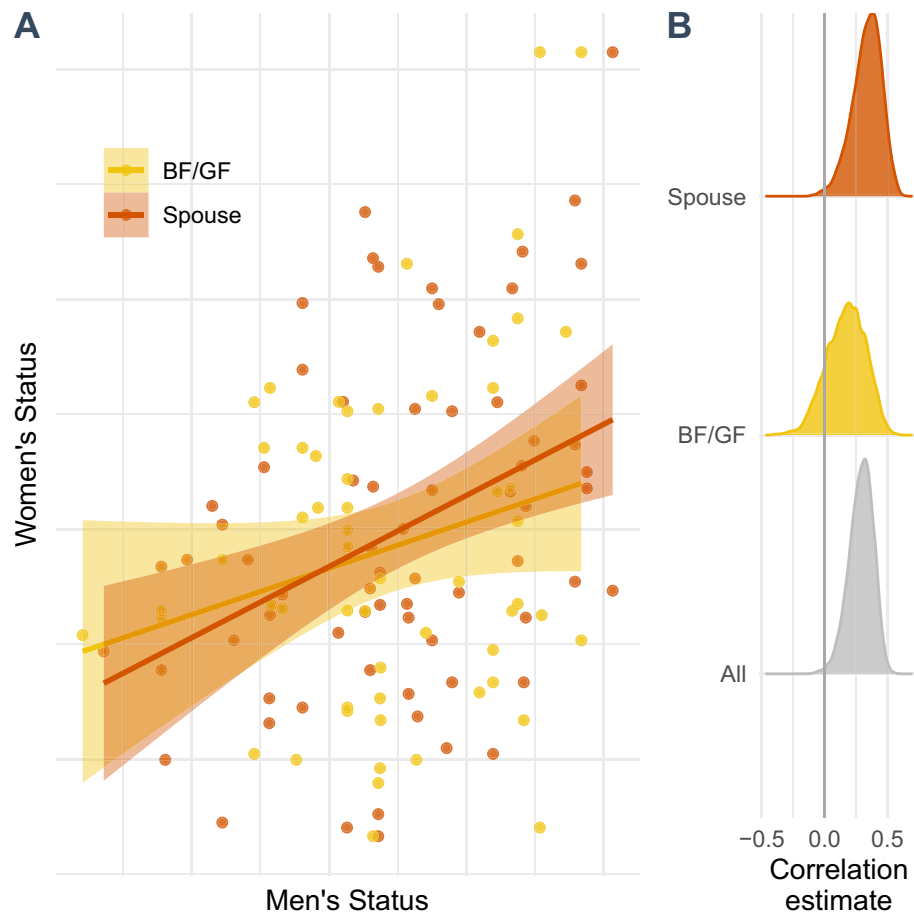 A
B
BF/GF
Spouse
Women's Status
Men's Status
Spouse
BF/GF
All
−0.5 0.0 0.5
Correlation
estimate